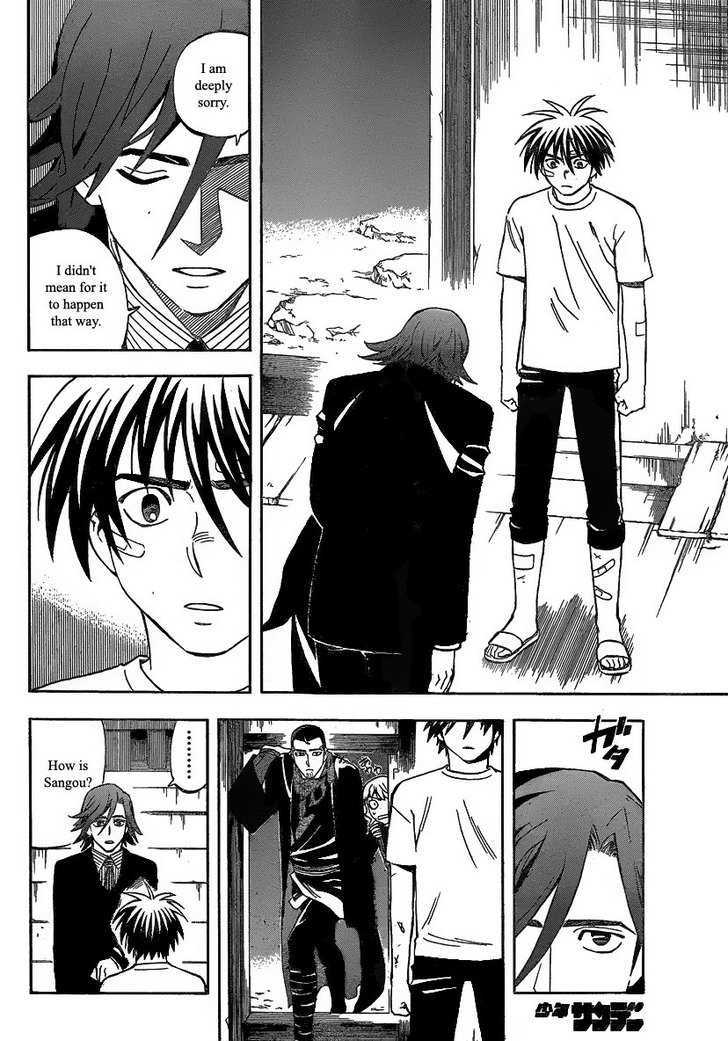 I am
deeply
sorry.
I didn't
mean for it
to happen
that way.
ガタ
How is
Sangou?
少年サンデー